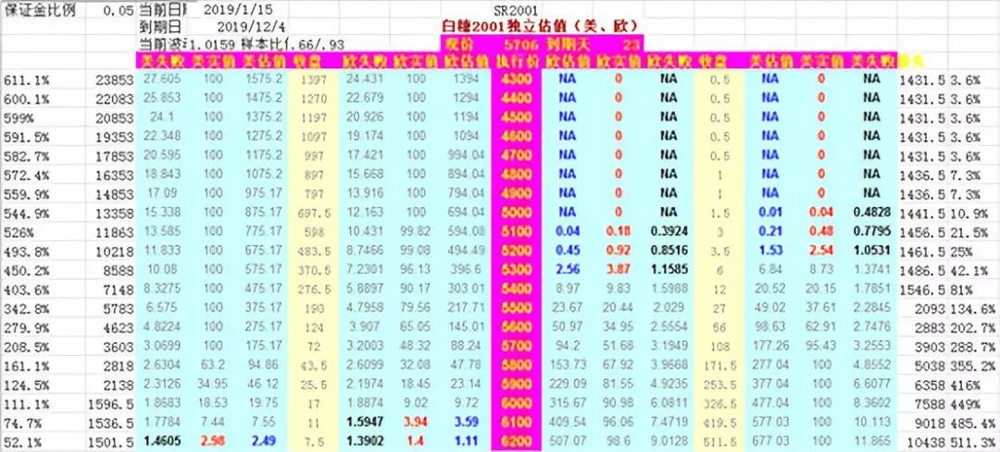 保证金比例 0.05 当前日期 2019/1/15 SR2001
到期日 2019/12/4 白糖2001独立估值（美、欧）
当前波 1.0159 样本比 .66/.93 现价 5706 到期天 23
美失败 美实值 美估值 收盘 欧失败 欧实值 欧估值 执行价 欧估值 欧实值 欧失败 收盘 美估值 美实值 美失败
611.1% 23853 27.605 100 1575.2 1397 24.431 100 1394 4300 NA 0 NA 0.5 NA 0 NA 1431.5 3.6%
600.1% 22083 25.853 100 1475.2 1270 22.679 100 1294 4400 NA 0 NA 0.5 NA 0 NA 1431.5 3.6%
599% 20853 24.1 100 1375.2 1197 20.926 100 1194 4500 NA 0 NA 0.5 NA 0 NA 1431.5 3.6%
591.5% 19353 22.348 100 1275.2 1097 19.174 100 1094 4600 NA 0 NA 0.5 NA 0 NA 1431.5 3.6%
582.7% 17853 20.595 100 1175.2 997 17.421 100 994.04 4700 NA 0 NA 0.5 NA 0 NA 1431.5 3.6%
572.4% 16353 18.843 100 1075.2 897 15.668 100 894.04 4800 NA 0 NA 1 NA 0 NA 1436.5 7.3%
559.9% 14853 17.09 100 975.17 797 13.916 100 794.04 4900 NA 0 NA 1 NA 0 NA 1436.5 7.3%
544.9% 13358 15.338 100 875.17 697.5 12.163 100 694.04 5000 NA 0 NA 1.5 0.01 0.04 0.4828 1441.5 10.9%
526% 11863 13.585 100 775.17 598 10.431 99.82 594.08 5100 0.04 0.18 0.3924 3 0.21 0.48 0.7795 1456.5 21.5%
493.8% 10218 11.833 100 675.17 483.5 8.7466 99.08 494.49 5200 0.45 0.92 0.8516 3.5 1.53 2.54 1.0531 1461.5 25%
450.2% 8588 10.08 100 575.17 370.5 7.2301 96.13 396.6 5300 2.56 3.87 1.1585 6 6.84 8.73 1.3741 1486.5 42.1%
403.6% 7148 8.3275 100 475.17 276.5 5.8897 90.17 303.01 5400 8.97 9.83 1.5988 12 20.52 20.15 1.7851 1546.5 81%
342.8% 5783 6.575 100 375.17 190 4.7958 79.56 217.71 5500 23.67 20.44 2.029 27 49.02 37.61 2.2845 2093 134.6%
279.9% 4623 4.8224 100 275.17 124 3.907 65.05 145.01 5600 50.97 34.95 2.5554 56 98.63 62.91 2.7476 2883 202.7%
208.5% 3603 3.0699 100 175.17 72 3.2003 48.32 88.24 5700 94.2 51.68 3.1949 108 177.26 95.43 3.2553 3903 288.7%
161.1% 2818 2.6304 63.2 94.86 43.5 2.6099 32.08 47.78 5800 153.73 67.92 3.9668 171.5 277.04 100 4.8552 5038 355.2%
124.5% 2138 2.3126 34.95 46.12 25.5 2.1974 18.45 23.14 5900 229.09 81.55 4.9235 253.5 377.04 100 6.6077 6358 416%
111.1% 1596.5 1.8683 18.53 19.75 17 1.8874 9.02 9.72 6000 315.67 90.98 6.0811 326.5 477.04 100 8.3602 7588 449%
74.7% 1536.5 1.7784 7.44 7.55 11 1.5947 3.94 3.59 6100 409.54 96.06 7.4719 419.5 577.03 100 10.113 9018 485.4%
52.1% 1501.5 1.4605 2.98 2.49 7.5 1.3902 1.4 1.11 6200 507.07 98.6 9.0128 511.5 677.03 100 11.865 10438 511.3%